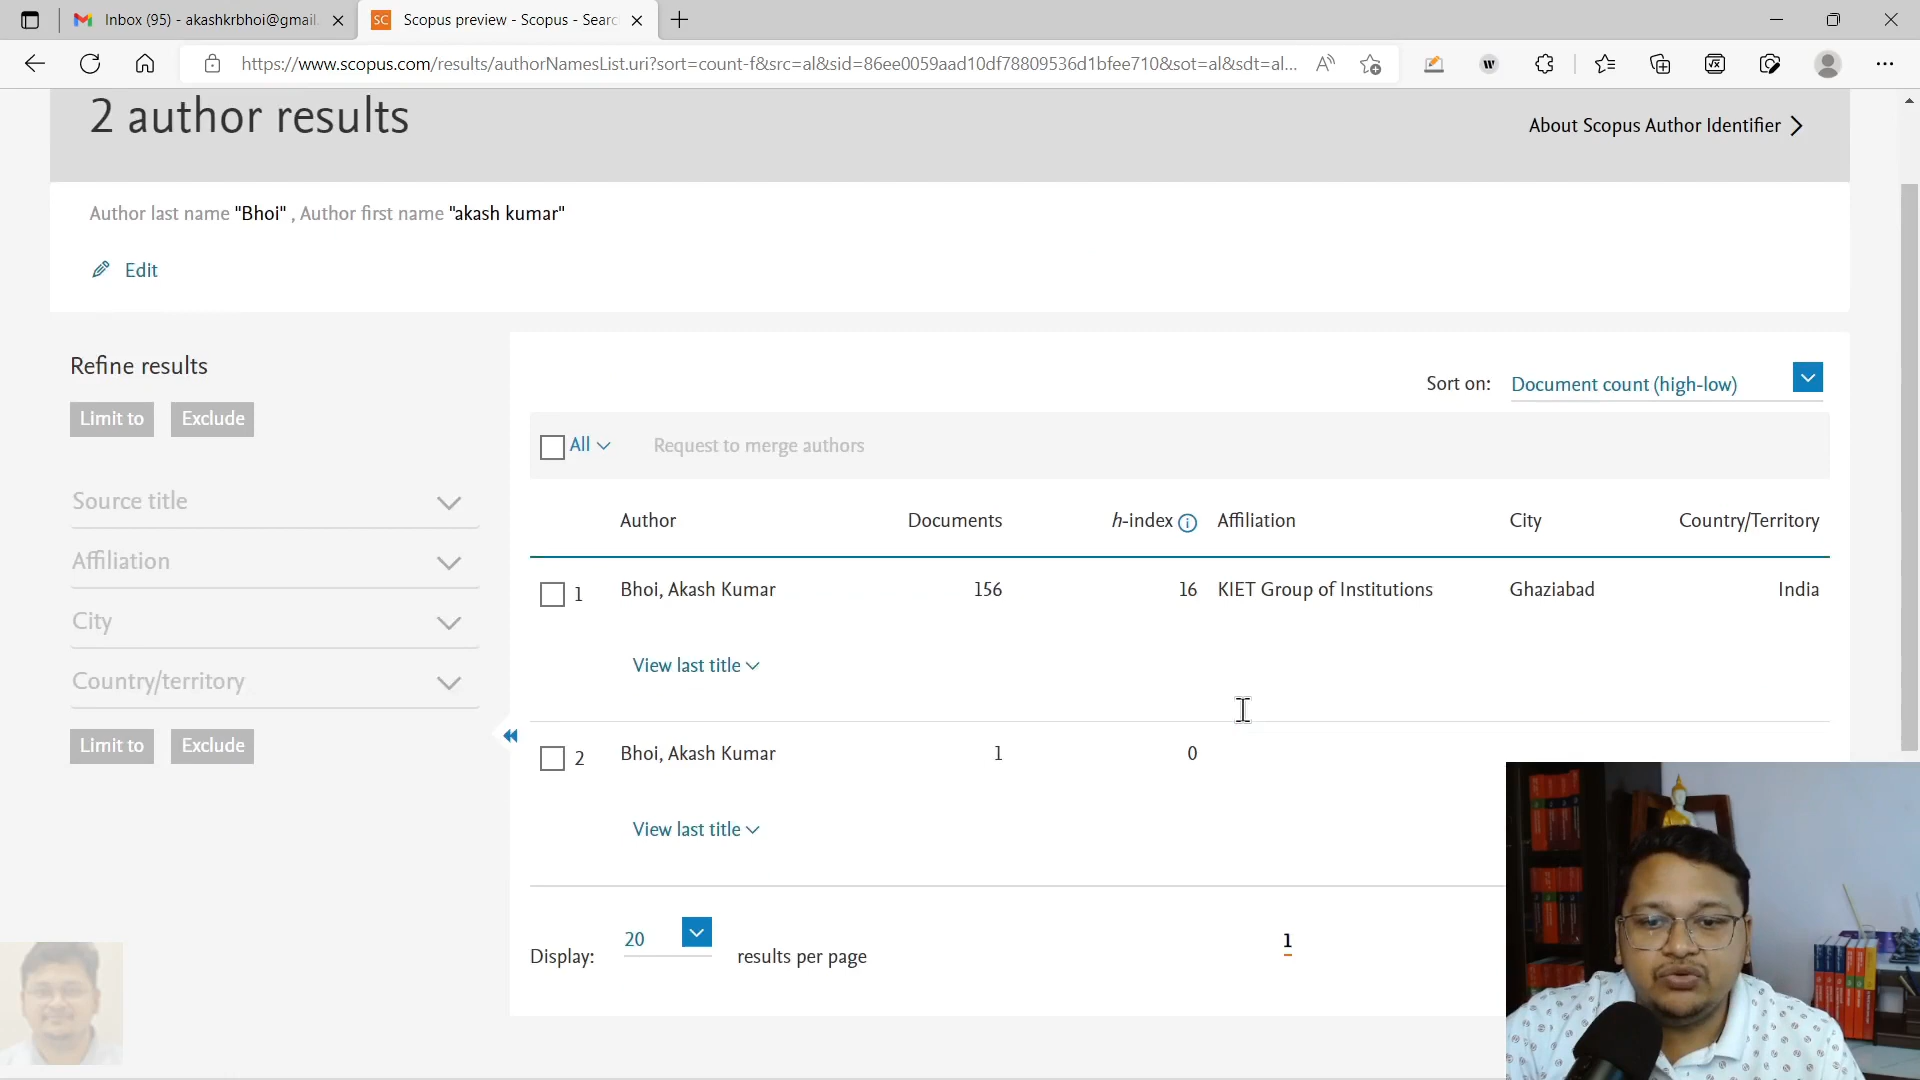 Inbox (95) - akashkrbhoi@gmail.
SC Scopus preview - Scopus - Searc
https://www.scopus.com/results/authorNamesList.uri?sort=count-f&src=al&sid=86ee0059aad10df78809536d1bfee710&sot=al&sdt=al...
2 author results
About Scopus Author Identifier
Author last name "Bhoi" , Author first name "akash kumar"
Edit
Refine results
Limit to Exclude
Source title
Affiliation
City
Country/territory
Limit to Exclude
Sort on: Document count (high-low)
All Request to merge authors
Author Documents h-index Affiliation City Country/Territory
1 Bhoi, Akash Kumar 156 16 KIET Group of Institutions Ghaziabad India
View last title
2 Bhoi, Akash Kumar 1 0
View last title
Display: 20 results per page
1